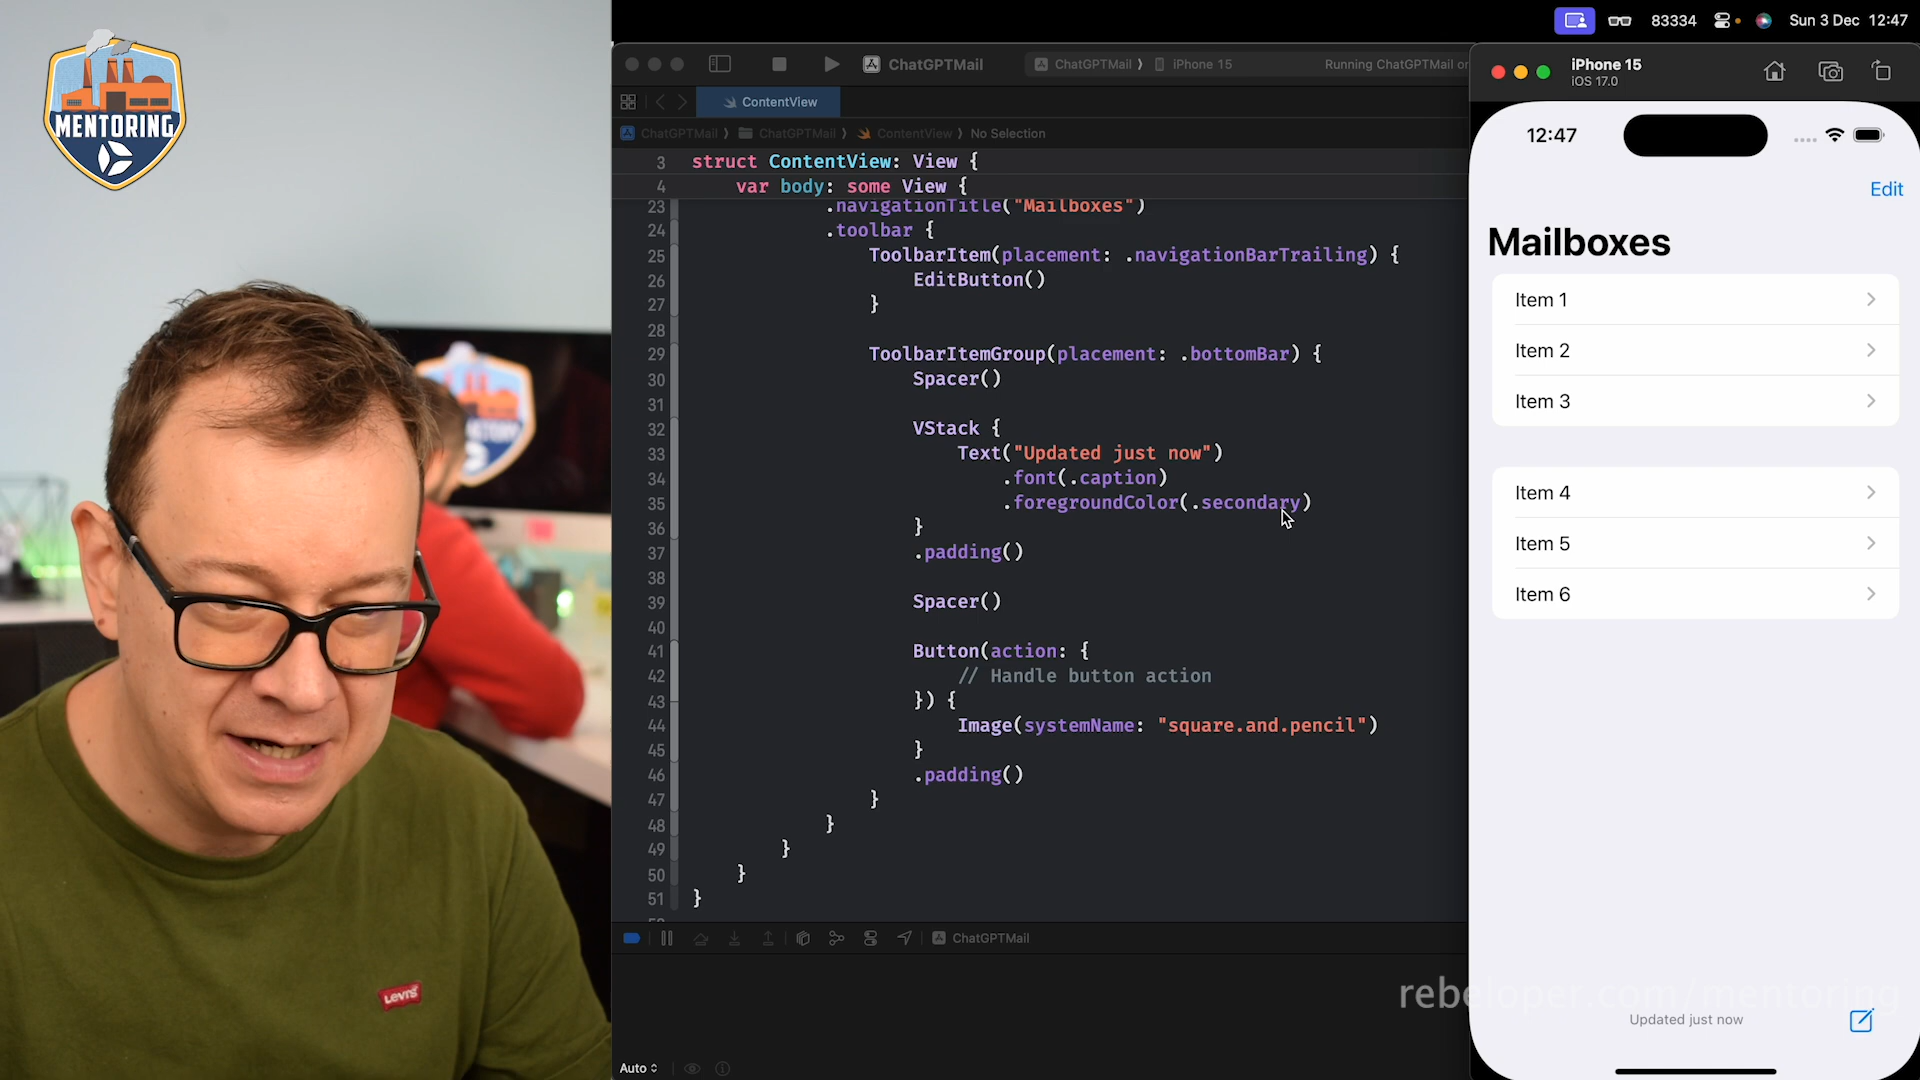 MENTORING
83334
Sun 3 Dec 12:47
ChatGPTMail
ChatGPTMail
iPhone 15
Running ChatGPTMail
ContentView
ChatGPTMail
ChatGPTMail
ContentView
No Selection
3 struct ContentView: View {
4 var body: some View {
23 .navigationTitle("Mailboxes")
24 .toolbar {
25 ToolbarItem(placement: .navigationBarTrailing) {
26 EditButton()
27 }
28
29 ToolbarItemGroup(placement: .bottomBar) {
30 Spacer()
31
32 VStack {
33 Text("Updated just now")
34 .font(.caption)
35 .foregroundColor(.secondary)
36 }
37 .padding()
38
39 Spacer()
40
41 Button(action: {
42 // Handle button action
43 }) {
44 Image(systemName: "square.and.pencil")
45 }
46 .padding()
47 }
48 }
49 }
50 }
51 }
ChatGPTMail
Auto
iPhone 15
iOS 17.0
12:47
Edit
Mailboxes
Item 1
Item 2
Item 3
Item 4
Item 5
Item 6
rebeloper.com/mentoring
Updated just now
Levi's